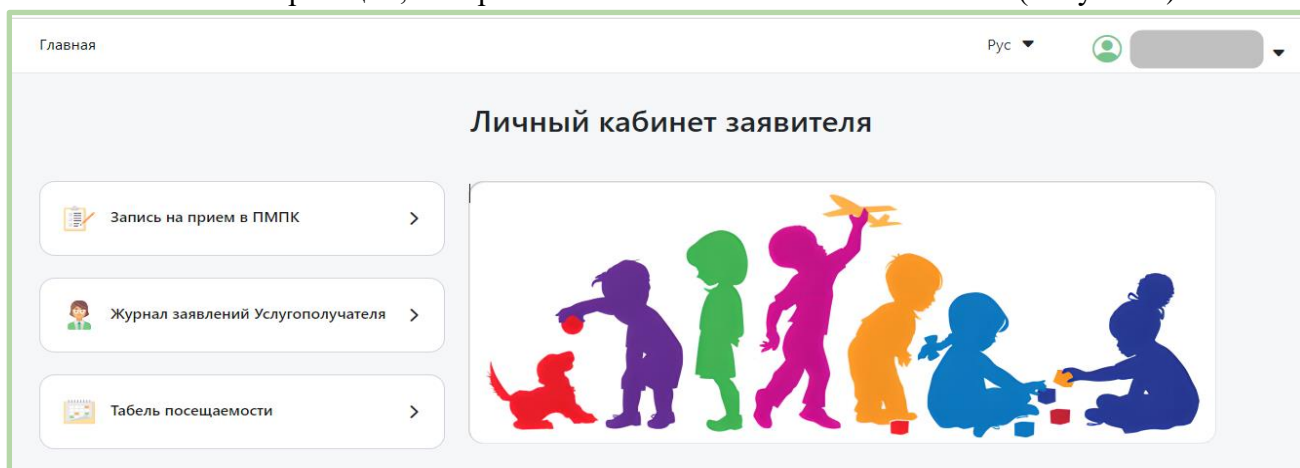 Главная
Рус
Личный кабинет заявителя
Запись на прием в ПМПК
Журнал заявлений Услугополучателя
Табель посещаемости